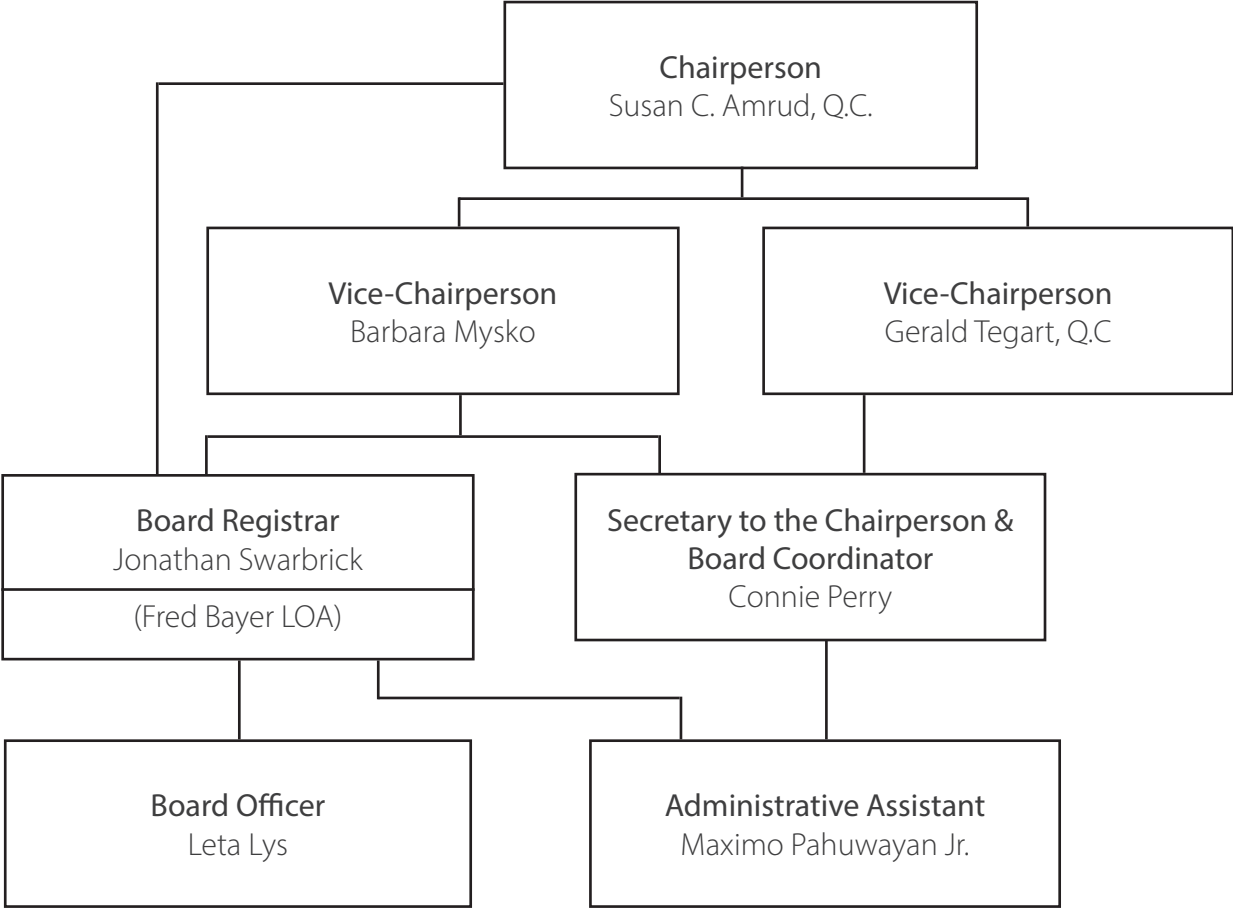 Chairperson
Susan C. Amrud, Q.C.
Vice-Chairperson
Barbara Mysko
Vice-Chairperson
Gerald Tegart, Q.C
Board Registrar
Jonathan Swarbrick
(Fred Bayer LOA)
Secretary to the Chairperson &
Board Coordinator
Connie Perry
Board Officer
Leta Lys
Administrative Assistant
Maximo Pahuwayan Jr.